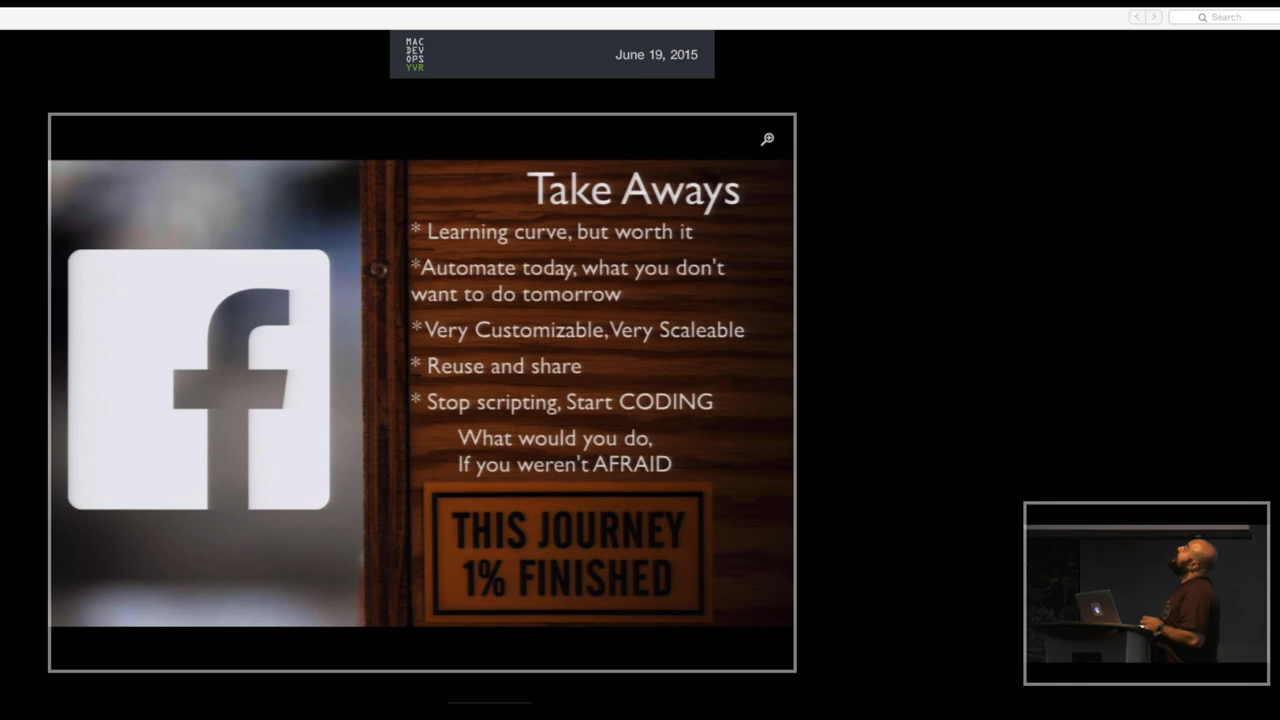 Search
MAC
DEV
OPS
YVR
June 19, 2015
Take Aways
* Learning curve, but worth it
*Automate today, what you don't
want to do tomorrow
* Very Customizable, Very Scaleable
* Reuse and share
* Stop scripting, Start CODING
What would you do,
If you weren't AFRAID
THIS JOURNEY
1% FINISHED